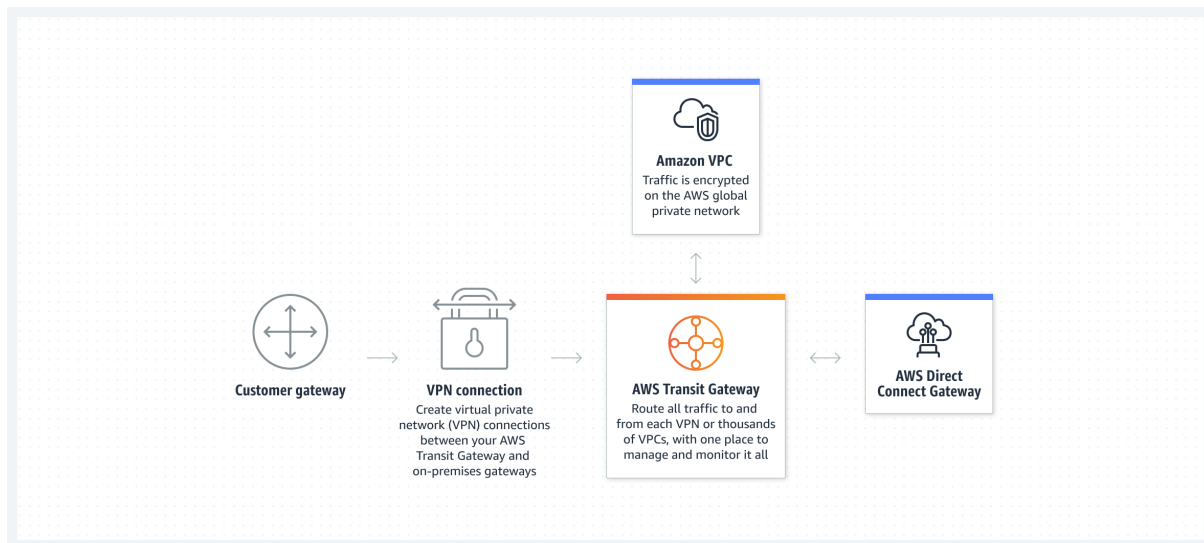 Amazon VPC
Traffic is encrypted
on the AWS global
private network
Customer gateway
VPN connection
Create virtual private
network (VPN) connections
between your AWS
Transit Gateway and
on-premises gateways
AWS Transit Gateway
Route all traffic to and
from each VPN or thousands
of VPCs, with one place to
manage and monitor it all
AWS Direct
Connect Gateway